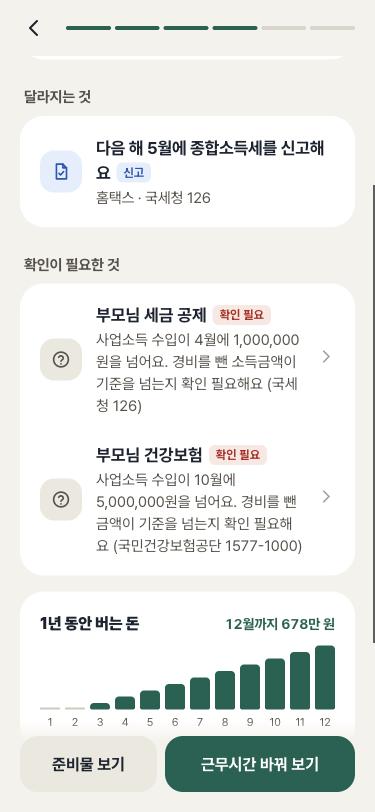 달라지는 것
다음 해 5월에 종합소득세를 신고해
요 신고
홈택스 · 국세청 126
확인이 필요한 것
부모님 세금 공제 확인 필요
사업소득 수입이 4월에 1,000,000
원을 넘어요. 경비를 뺀 소득금액이
기준을 넘는지 확인 필요해요 (국세
청 126)
부모님 건강보험 확인 필요
사업소득 수입이 10월에
5,000,000원을 넘어요. 경비를 뺀
금액이 기준을 넘는지 확인 필요해
요 (국민건강보험공단 1577-1000)
1년 동안 버는 돈 12월까지 678만 원
1 2 3 4 5 6 7 8 9 10 11 12
준비물 보기 근무시간 바꿔 보기